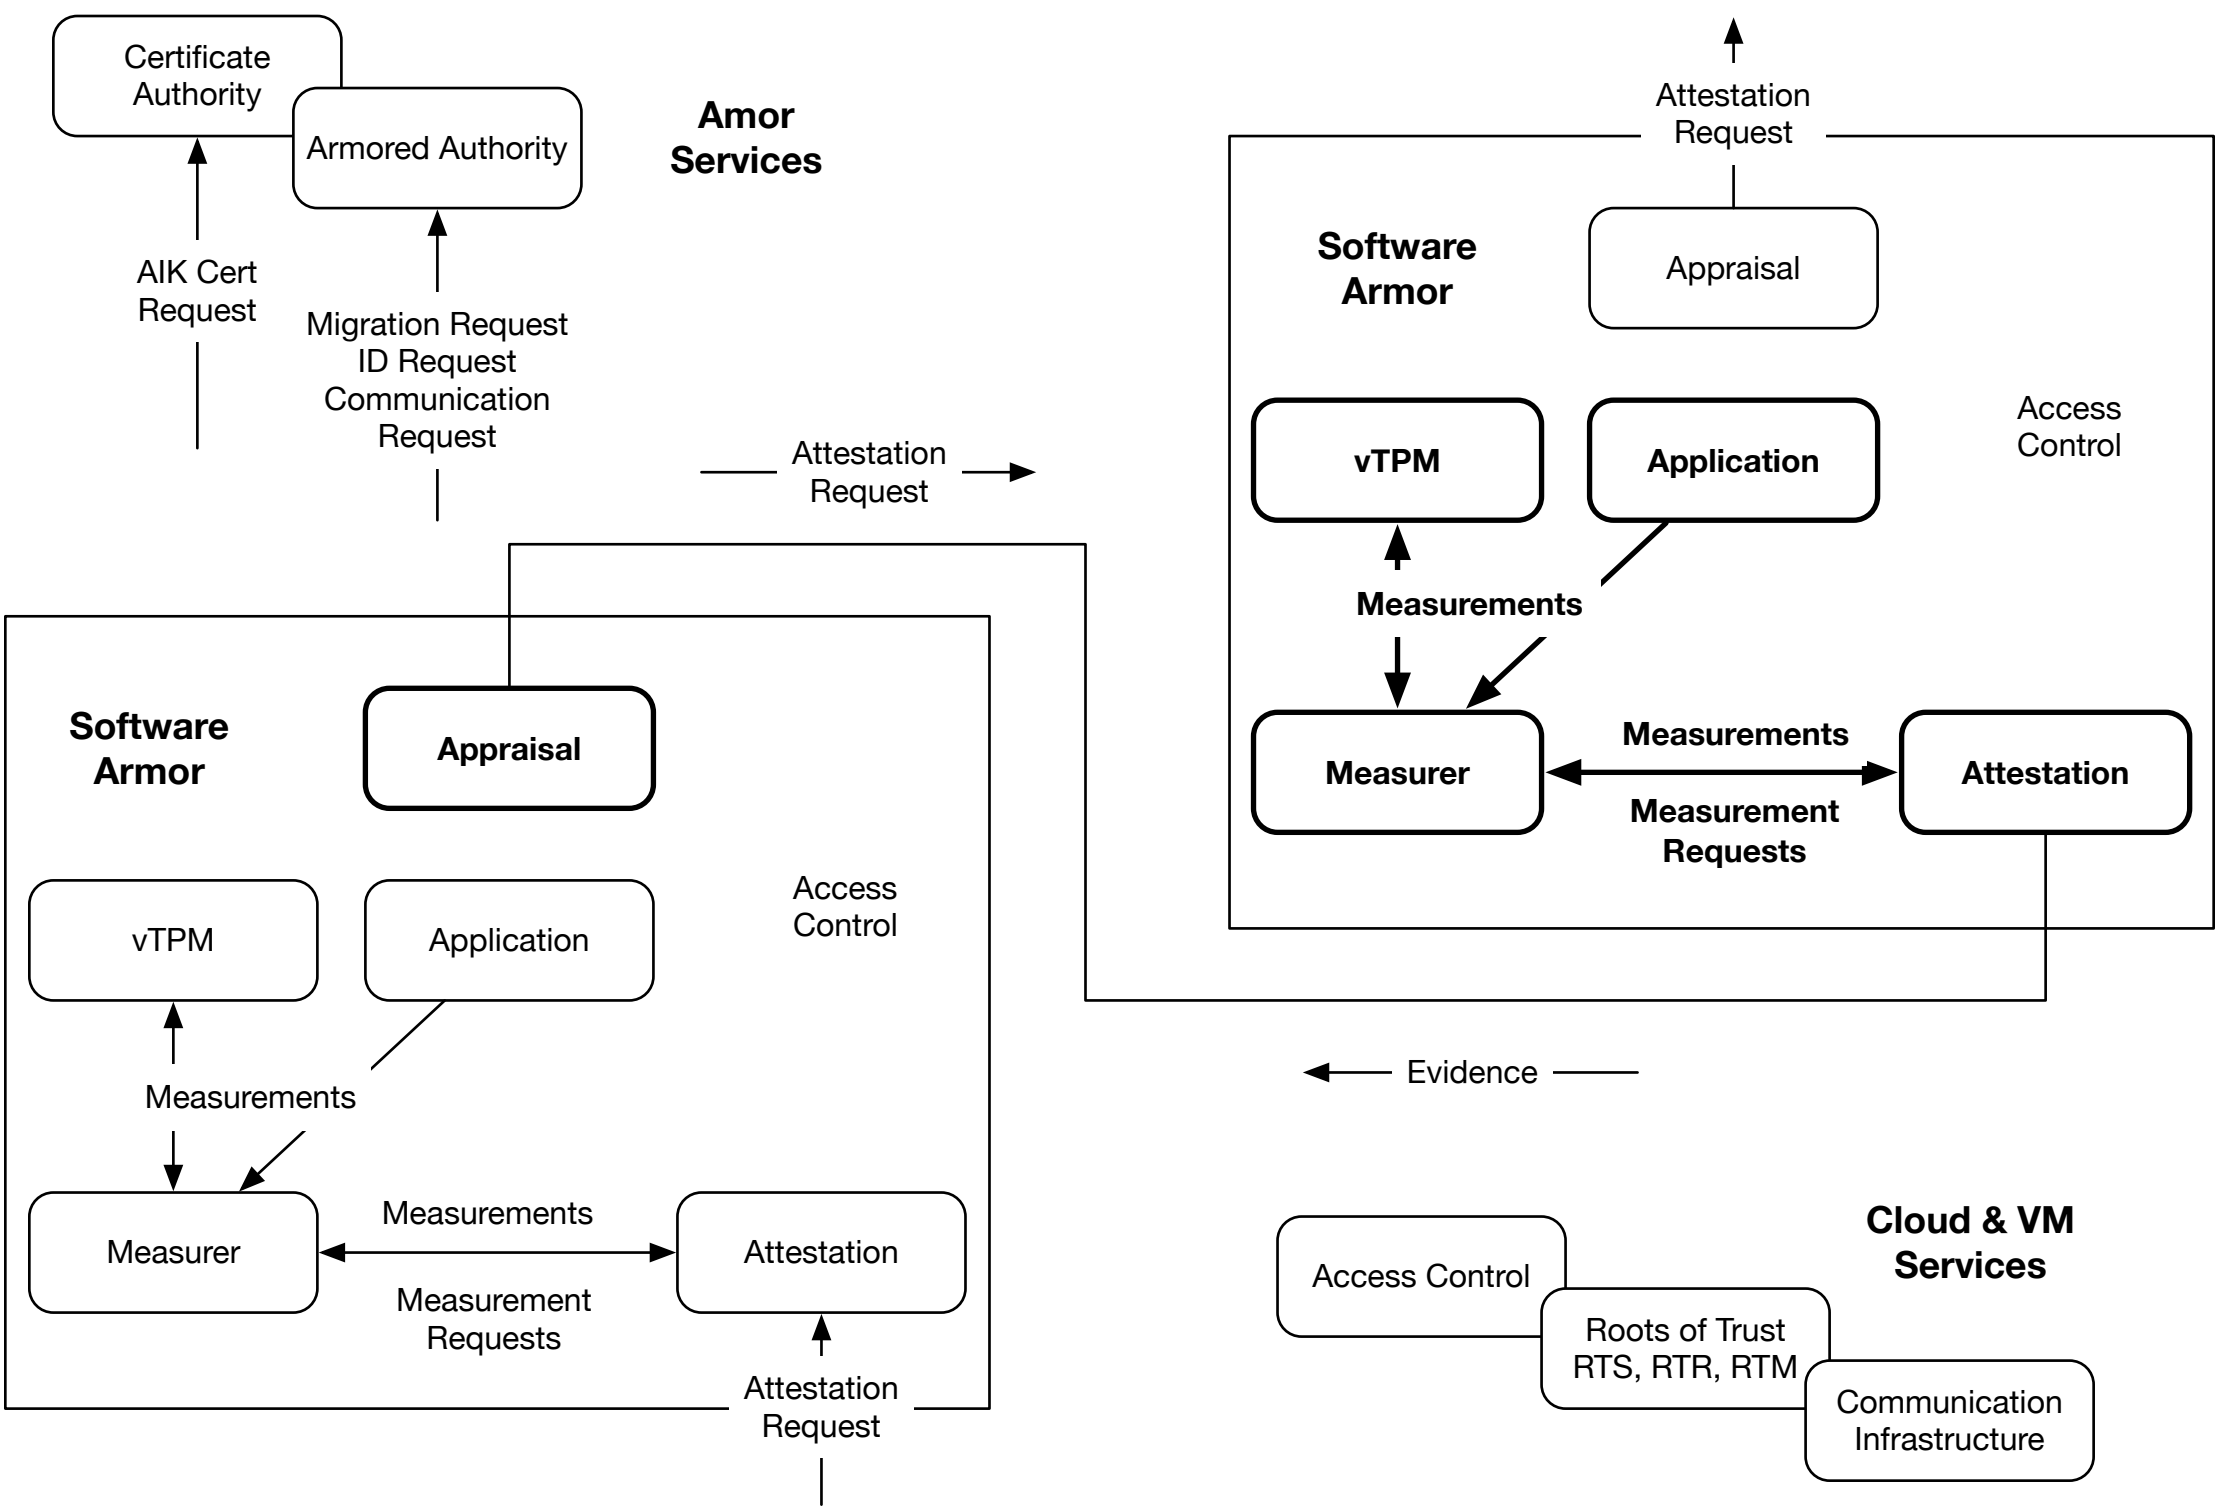 Certificate
Authority
Armored Authority
Amor
Services
AIK Cert
Request
Migration Request
ID Request
Communication
Request
Attestation
Request
Attestation
Request
Software
Armor
Appraisal
Access
Control
vTPM
Application
Measurements
Measurer
Measurements
Measurement
Requests
Attestation
Software
Armor
Appraisal
Access
Control
vTPM
Application
Measurements
Measurer
Measurements
Measurement
Requests
Attestation
Attestation
Request
Evidence
Cloud & VM
Services
Access Control
Roots of Trust
RTS, RTR, RTM
Communication
Infrastructure